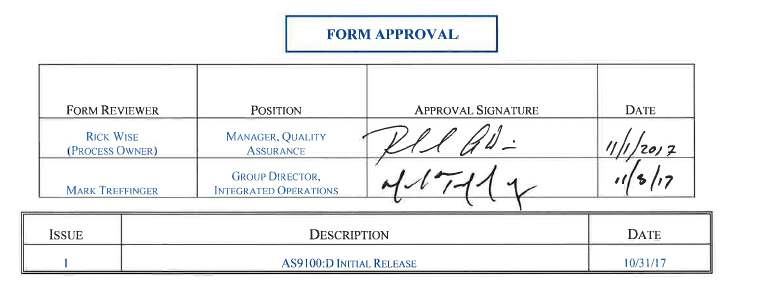 FORM APPROVAL
FORM REVIEWER POSITION APPROVAL SIGNATURE DATE
RICK WISE MANAGER, QUALITY
(PROCESS OWNER) ASSURANCE 11/1/2017
GROUP DIRECTOR, 11/8/17
MARK TREFFINGER INTEGRATED OPERATIONS
ISSUE DESCRIPTION DATE
1 AS9100:D INITIAL RELEASE 10/31/17